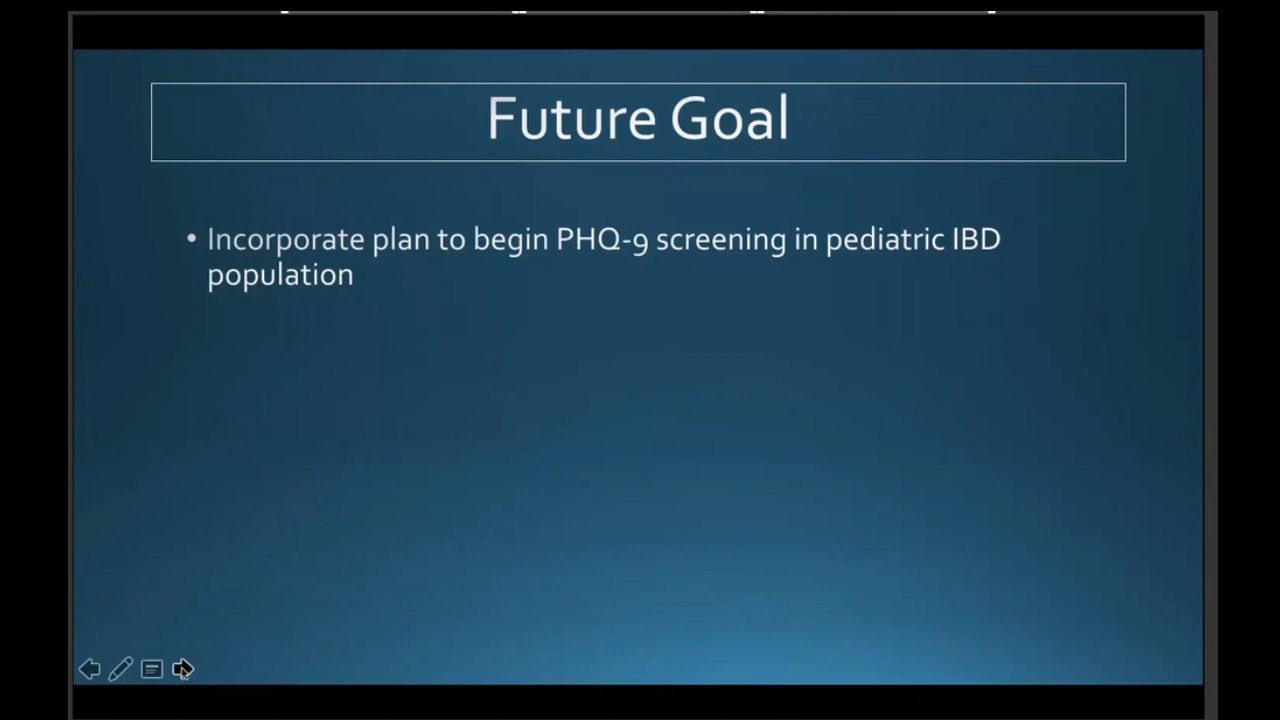 Future Goal
• Incorporate plan to begin PHQ-9 screening in pediatric IBD
population